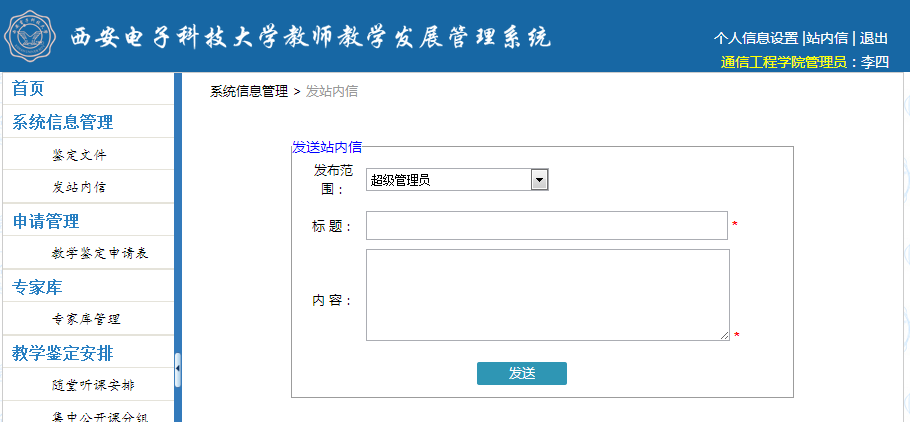 西安电子科技大学教师教学发展管理系统
个人信息设置 |站内信 | 退出
通信工程学院管理员：李四
首页
系统信息管理
鉴定文件
发站内信
申请管理
教学鉴定申请表
专家库
专家库管理
教学鉴定安排
随堂听课安排
集中公开课分组
系统信息管理 > 发站内信
发送站内信
发布范
围：
超级管理员
标 题：
*
内 容：
*
发送